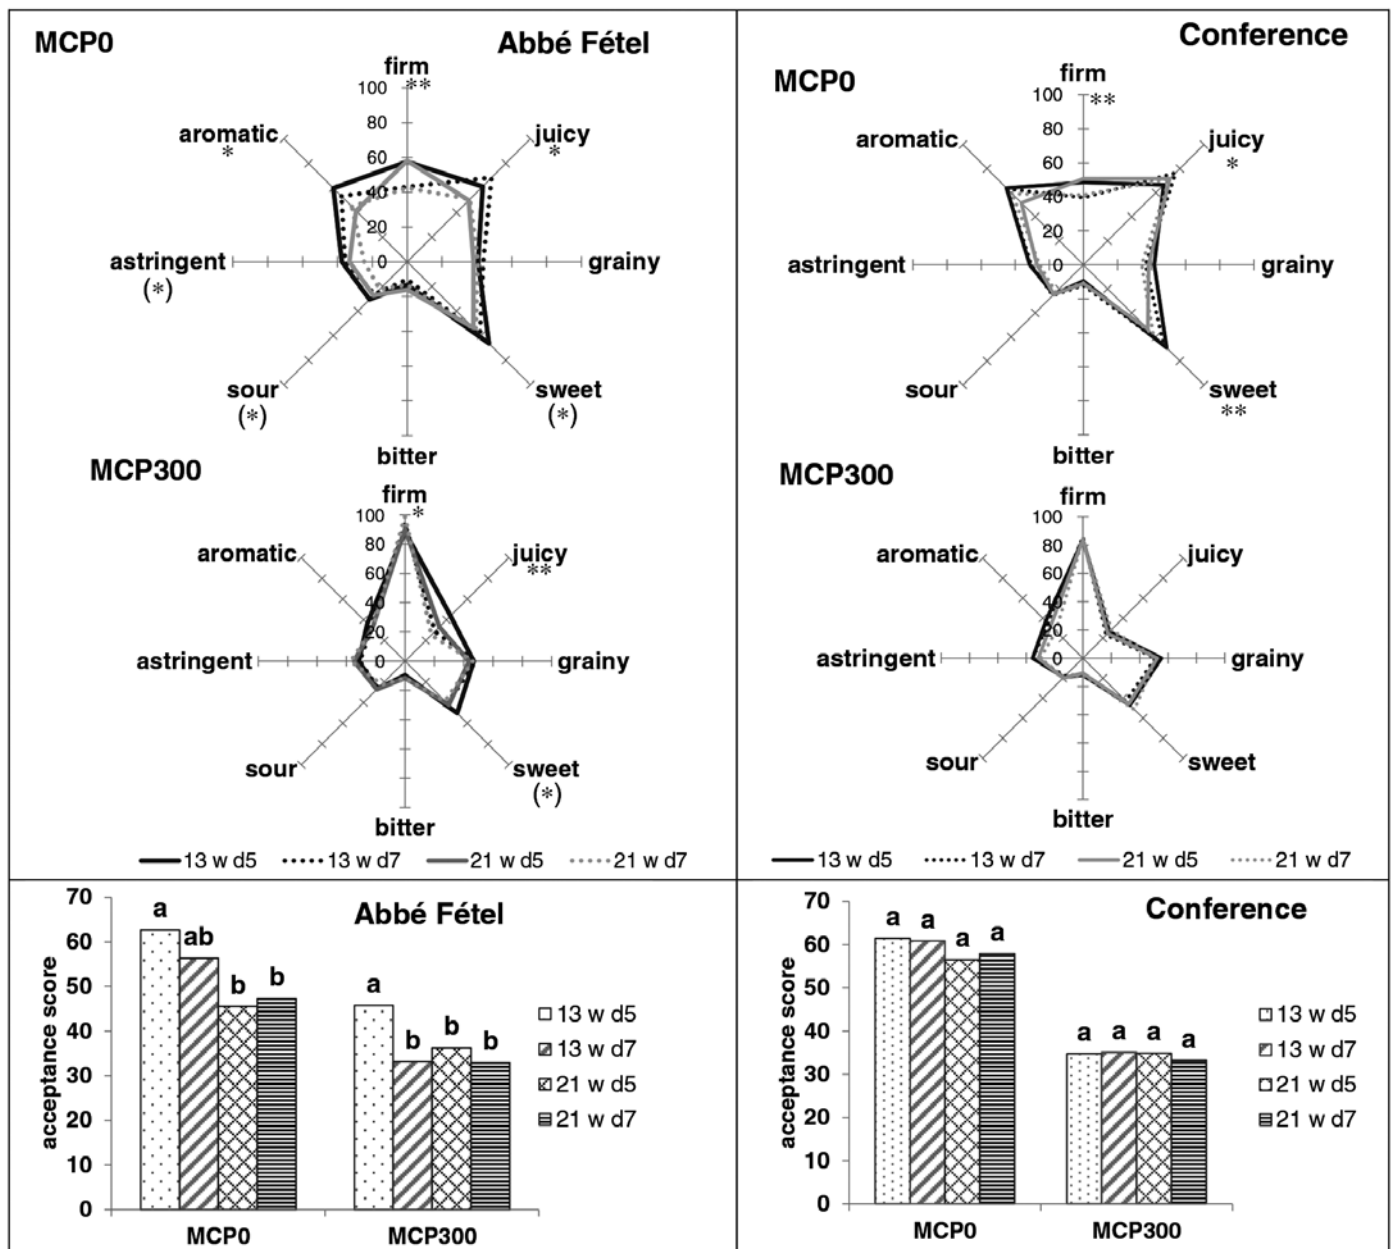 MCP0
Abbé Fétel
firm
**
100
80
60
40
20
0
juicy
*
grainy
sweet
(*)
bitter
sour
(*)
astringent
(*)
aromatic
*
MCP300
firm
*
100
80
60
40
20
0
juicy
**
grainy
sweet
(*)
bitter
sour
astringent
aromatic
13 w d5
13 w d7
21 w d5
21 w d7
Conference
MCP0
firm
**
100
80
60
40
20
0
juicy
*
grainy
sweet
**
bitter
sour
astringent
aromatic
MCP300
firm
100
80
60
40
20
0
juicy
grainy
sweet
bitter
sour
astringent
aromatic
13 w d5
13 w d7
21 w d5
21 w d7
Abbé Fétel
acceptance score
70
60
50
40
30
20
10
0
a
ab
b
b
a
b
b
b
MCP0
MCP300
13 w d5
13 w d7
21 w d5
21 w d7
Conference
acceptance score
70
60
50
40
30
20
10
0
a
a
a
a
a
a
a
a
MCP0
MCP300
13 w d5
13 w d7
21 w d5
21 w d7